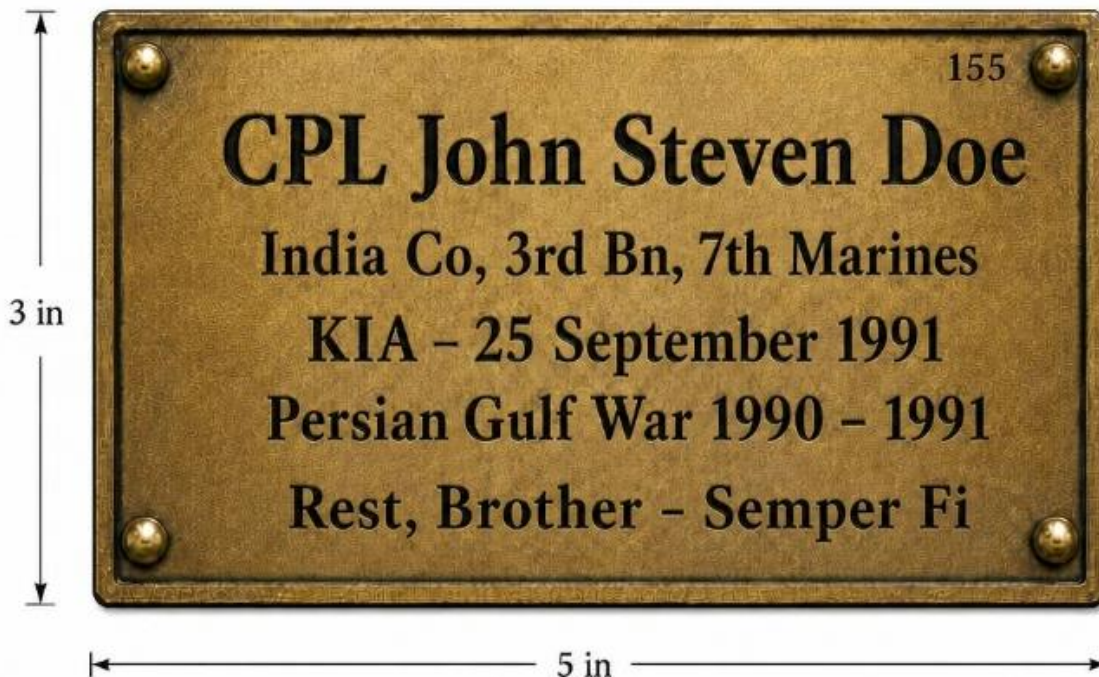 155
CPL John Steven Doe
India Co, 3rd Bn, 7th Marines
3 in
KIA – 25 September 1991
Persian Gulf War 1990 – 1991
Rest, Brother – Semper Fi
5 in